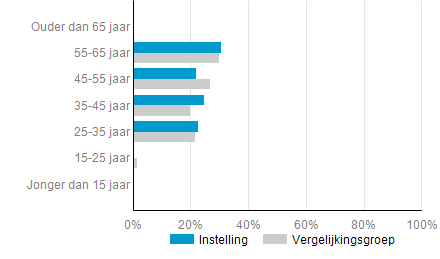 Ouder dan 65 jaar
55-65 jaar
45-55 jaar
35-45 jaar
25-35 jaar
15-25 jaar
Jonger dan 15 jaar
0% 20% 40% 60% 80% 100%
Instelling Vergelijkingsgroep